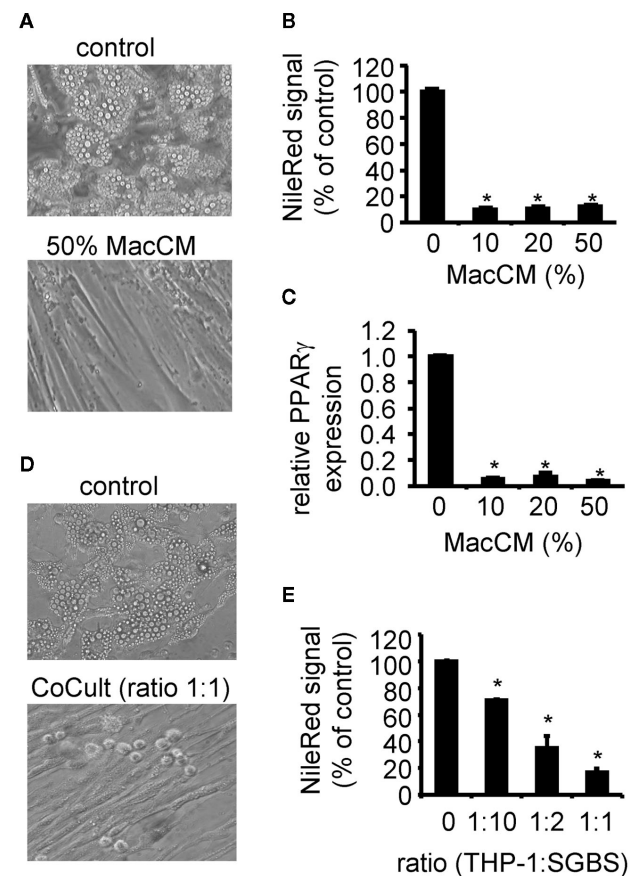 A
control
50% MacCM
B
NileRed signal
(% of control)
120
100
80
60
40
20
0
* * *
0 10 20 50
MacCM (%)
C
relative PPARγ
expression
1.2
1.0
0.8
0.6
0.4
0.2
0.0
* * *
0 10 20 50
MacCM (%)
D
control
CoCult (ratio 1:1)
E
NileRed signal
(% of control)
120
100
80
60
40
20
0
* * *
0 1:10 1:2 1:1
ratio (THP-1:SGBS)